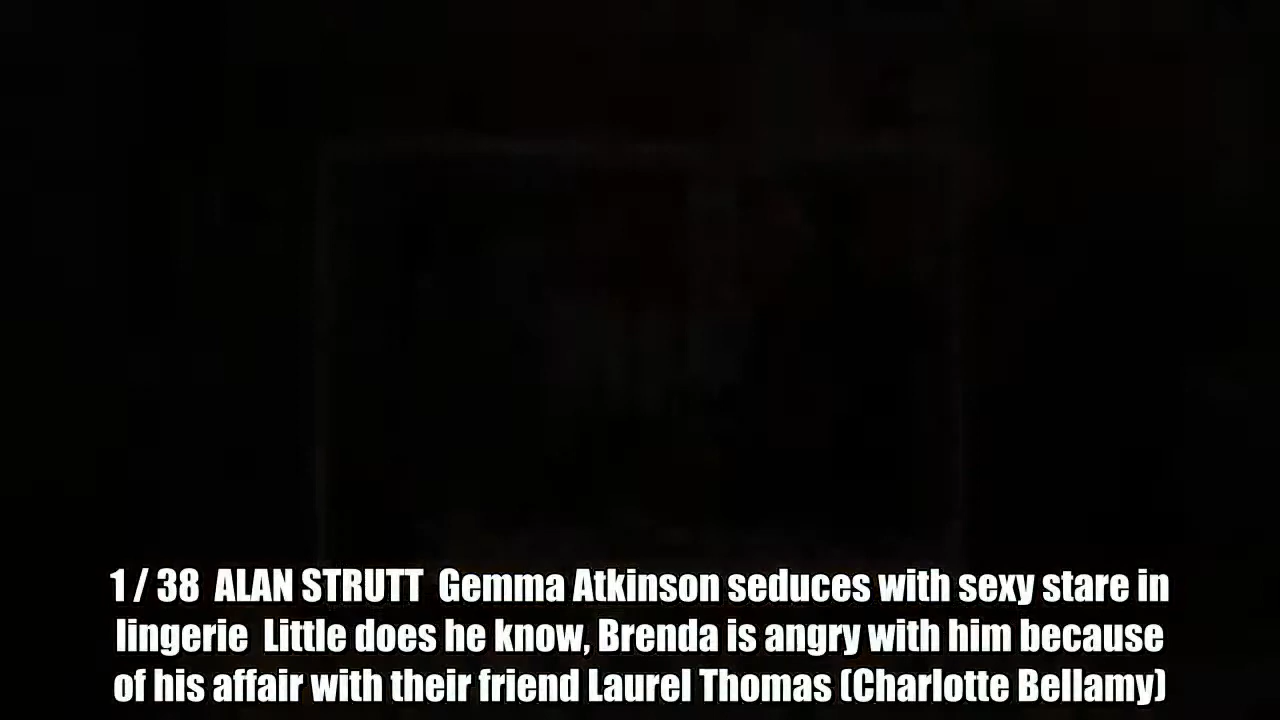 1 / 38  ALAN STRUTT  Gemma Atkinson seduces with sexy stare in
lingerie  Little does he know, Brenda is angry with him because
of his affair with their friend Laurel Thomas (Charlotte Bellamy)